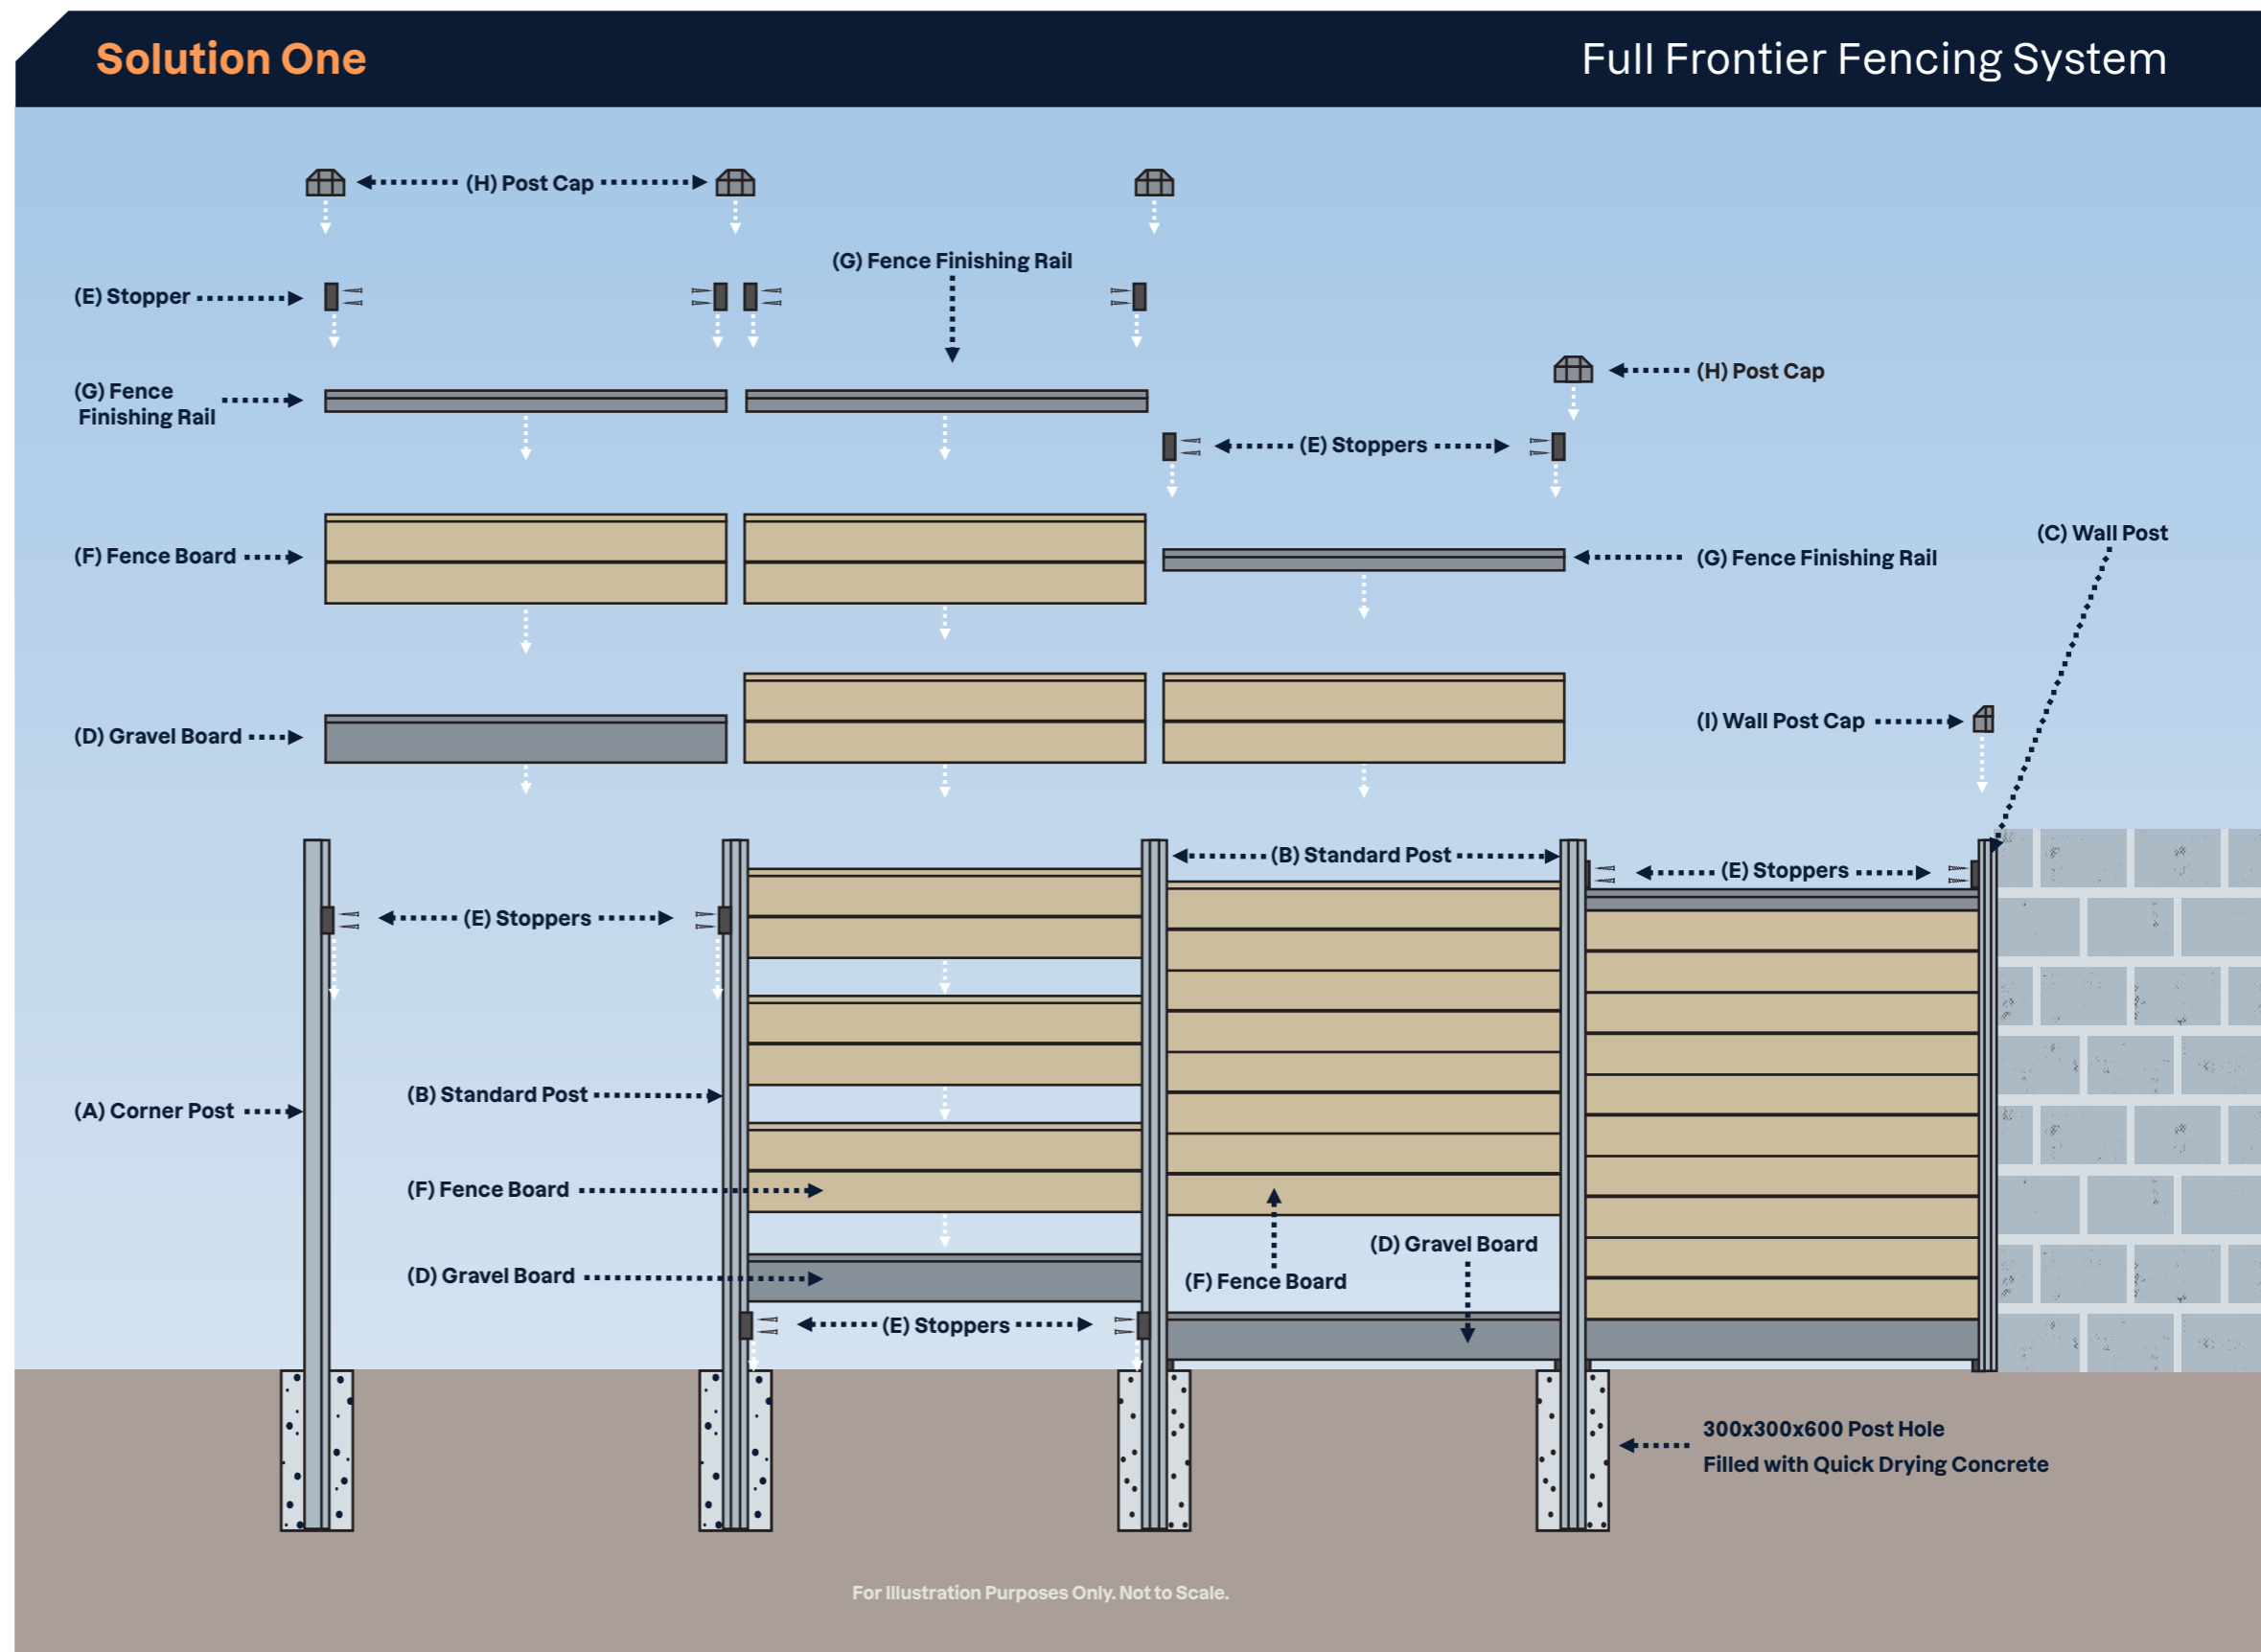 Solution One
Full Frontier Fencing System
(H) Post Cap
(G) Fence Finishing Rail
(E) Stopper
(H) Post Cap
(G) Fence
Finishing Rail
(E) Stoppers
(C) Wall Post
(F) Fence Board
(G) Fence Finishing Rail
(I) Wall Post Cap
(D) Gravel Board
(B) Standard Post
(E) Stoppers
(E) Stoppers
(B) Standard Post
(A) Corner Post
(F) Fence Board
(D) Gravel Board
(D) Gravel Board
(F) Fence Board
(E) Stoppers
300x300x600 Post Hole
Filled with Quick Drying Concrete
For Illustration Purposes Only. Not to Scale.